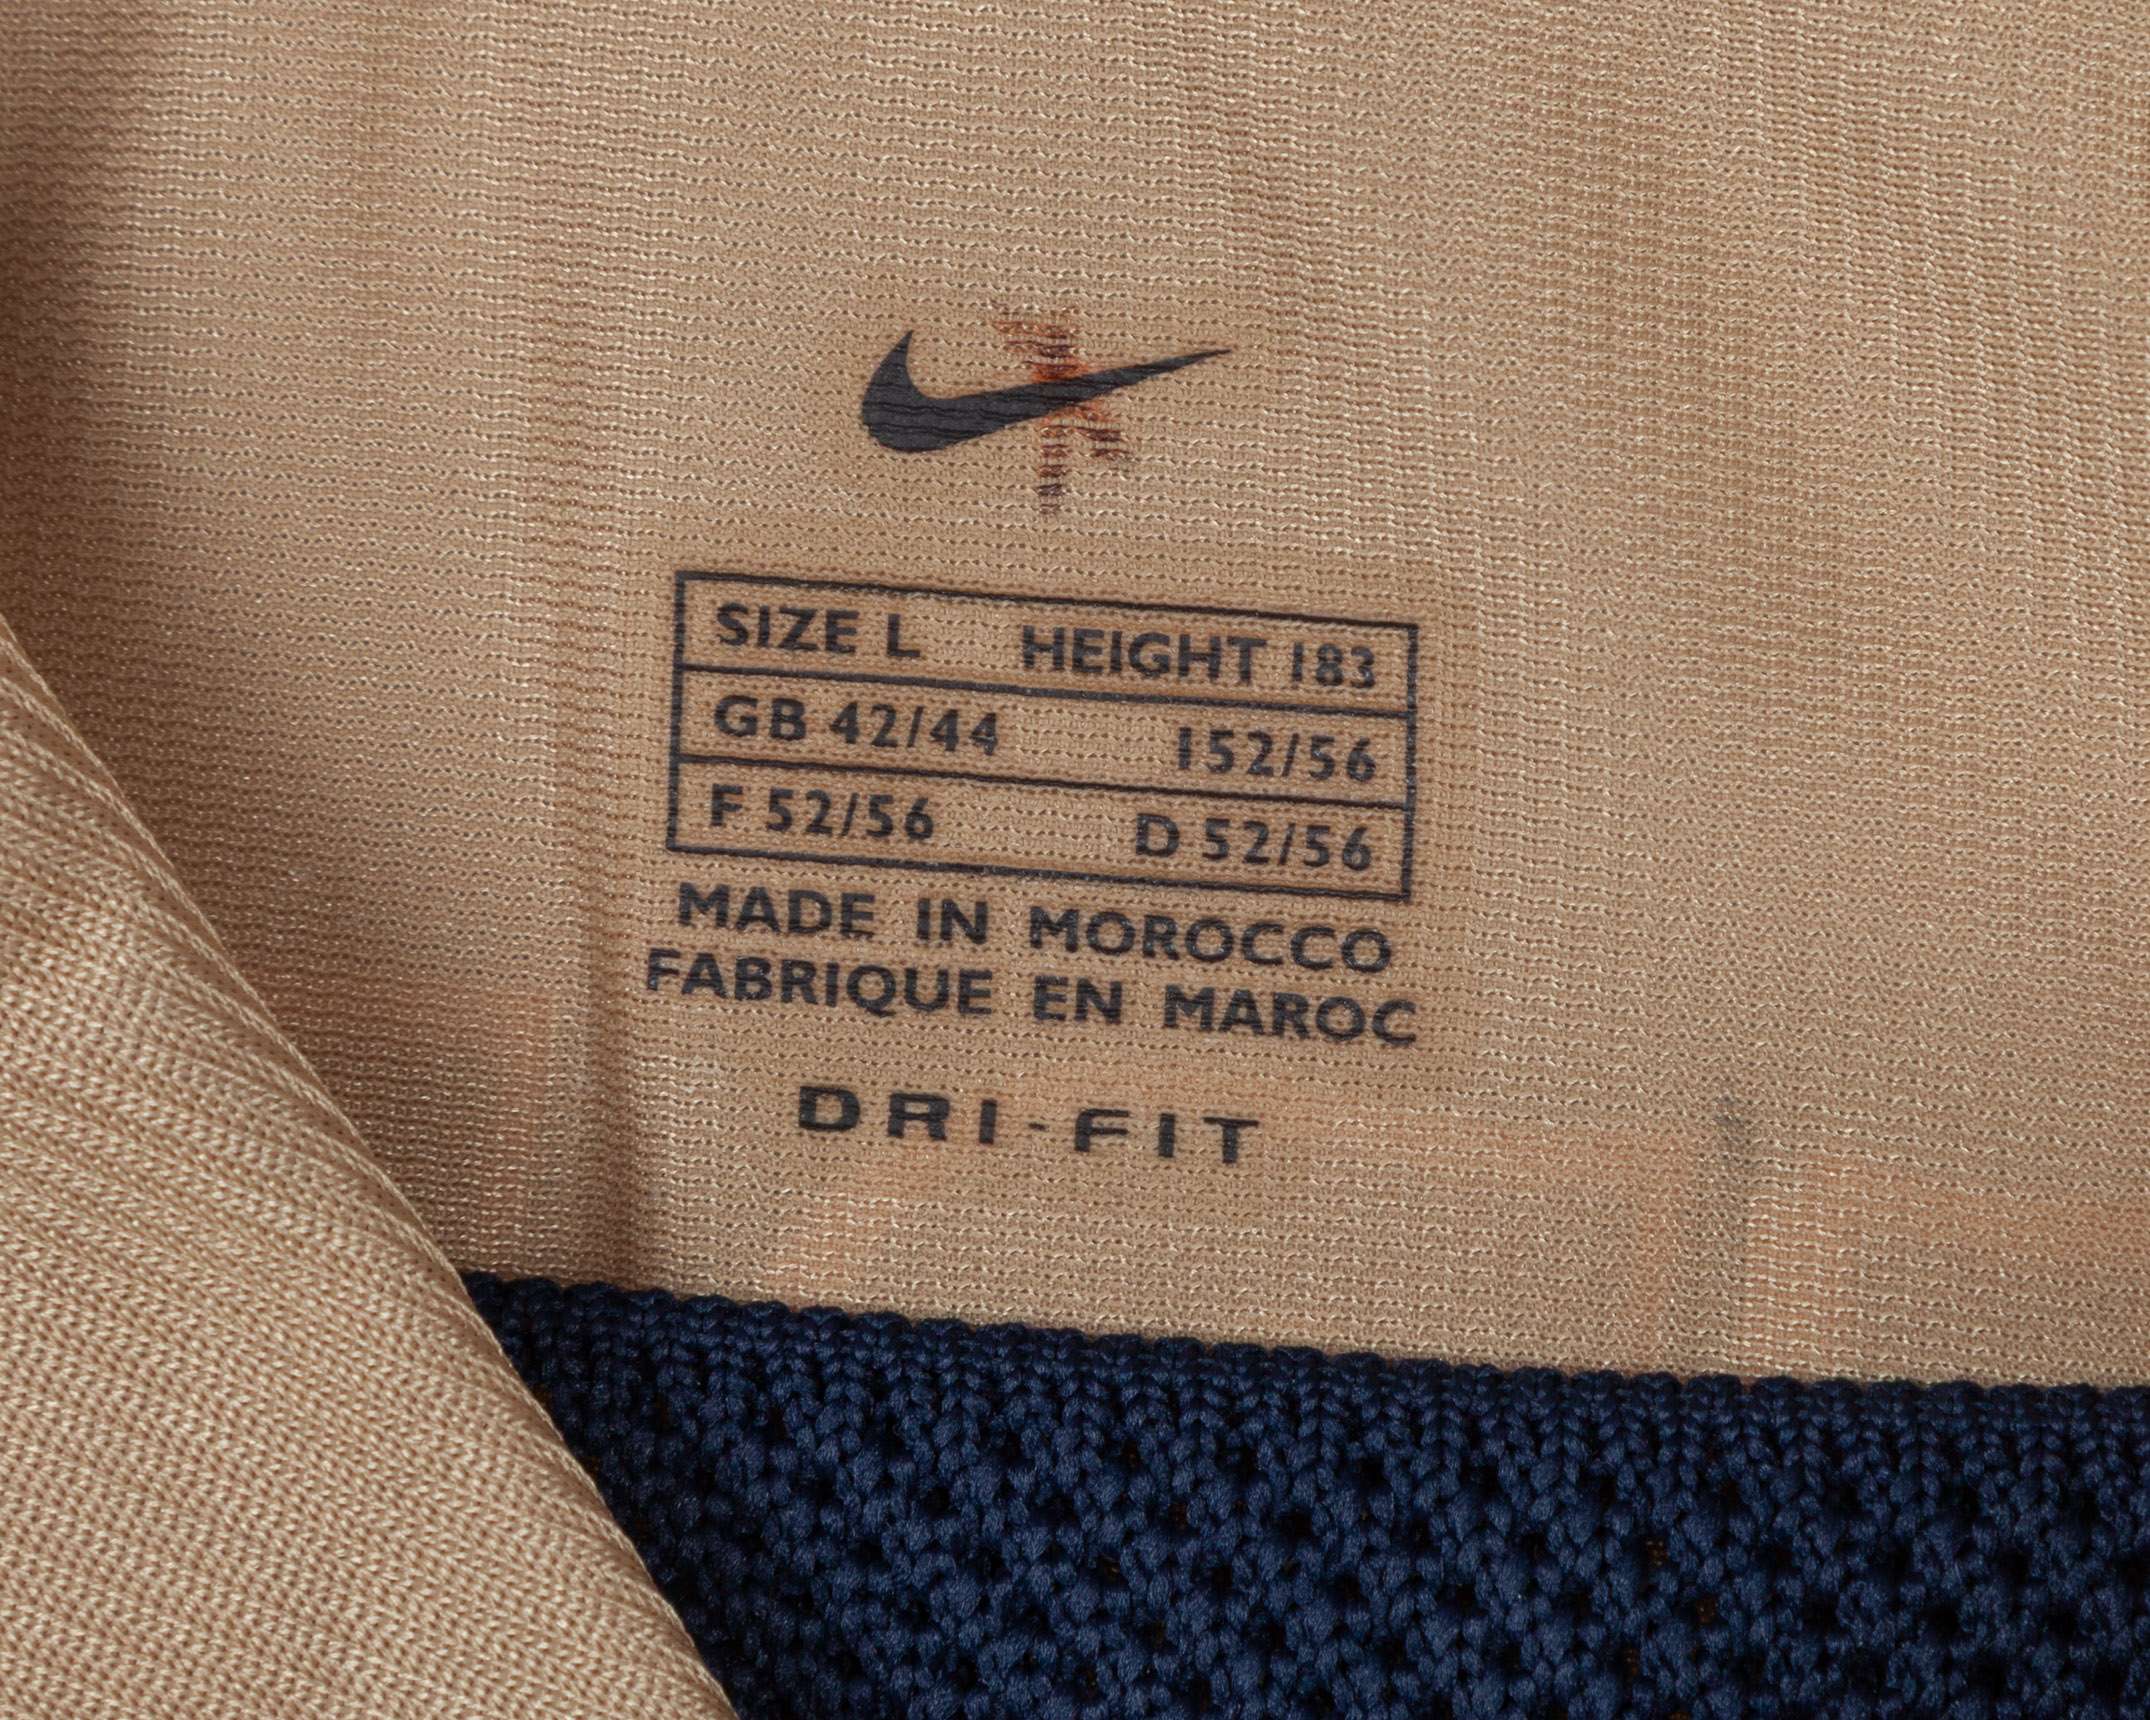 SIZE L HEIGHT 183
GB 42/44 152/56
F 52/56 D 52/56
MADE IN MOROCCO
FABRIQUE EN MAROC
DRI-FIT